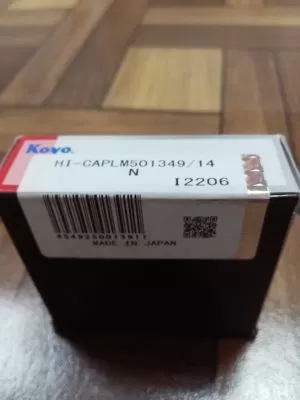 Koyo
HI-CAPLM501349/14
N
I2206
MADE IN JAPAN